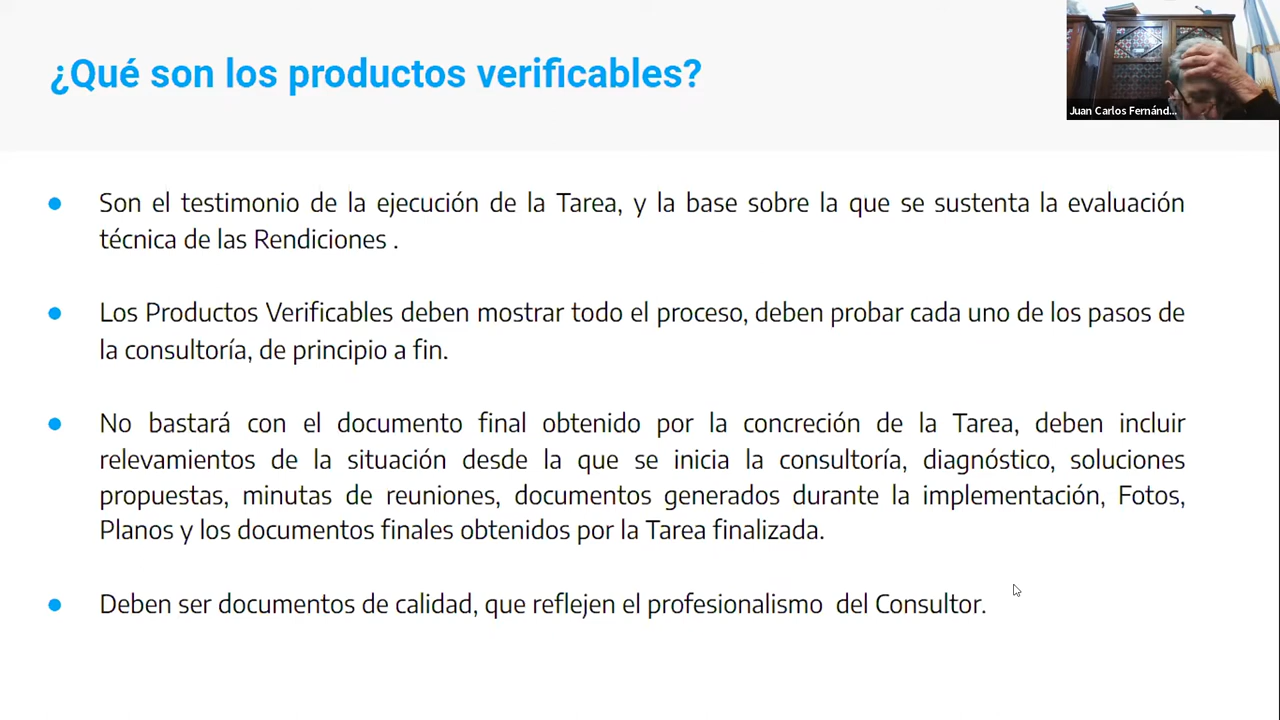 ¿Qué son los productos verificables?
Juan Carlos Fernánd...
Son el testimonio de la ejecución de la Tarea, y la base sobre la que se sustenta la evaluación
técnica de las Rendiciones .
Los Productos Verificables deben mostrar todo el proceso, deben probar cada uno de los pasos de
la consultoría, de principio a fin.
No bastará con el documento final obtenido por la concreción de la Tarea, deben incluir
relevamientos de la situación desde la que se inicia la consultoría, diagnóstico, soluciones
propuestas, minutas de reuniones, documentos generados durante la implementación, Fotos,
Planos y los documentos finales obtenidos por la Tarea finalizada.
Deben ser documentos de calidad, que reflejen el profesionalismo  del Consultor.